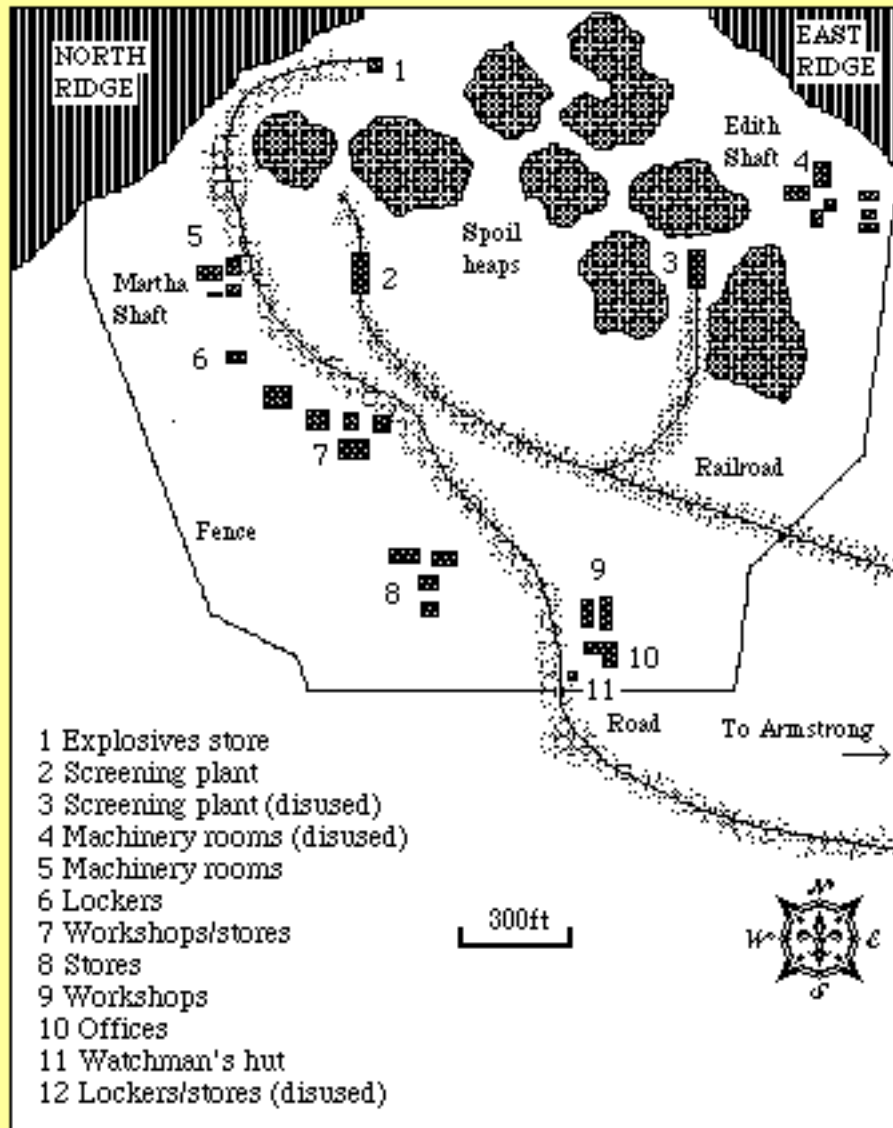 NORTH
RIDGE
EAST
RIDGE
1
Edith
Shaft
4
5
Spoil
heaps
2
3
Martha
Shaft
6
7
Railroad
Fence
8
9
10
11
Road
To Armstrong
1 Explosives store
2 Screening plant
3 Screening plant (disused)
4 Machinery rooms (disused)
5 Machinery rooms
6 Lockers
7 Workshops/stores
8 Stores
9 Workshops
10 Offices
11 Watchman's hut
12 Lockers/stores (disused)
300ft
N
W
E
S